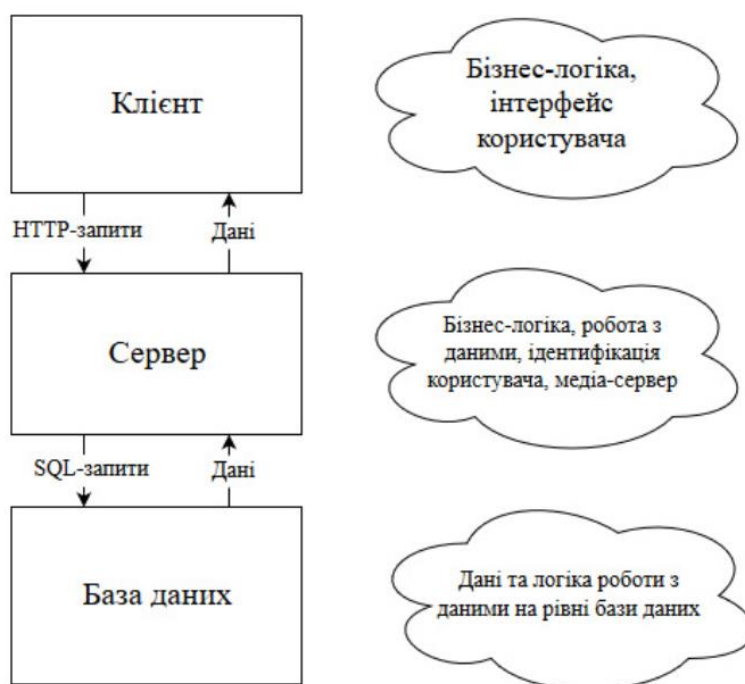 Клієнт
Бізнес-логіка,
інтерфейс
користувача
HTTP-запити
Дані
Сервер
Бізнес-логіка, робота з
даними, ідентифікація
користувача, медіа-сервер
SQL-запити
Дані
База даних
Дані та логіка роботи з
даними на рівні бази даних